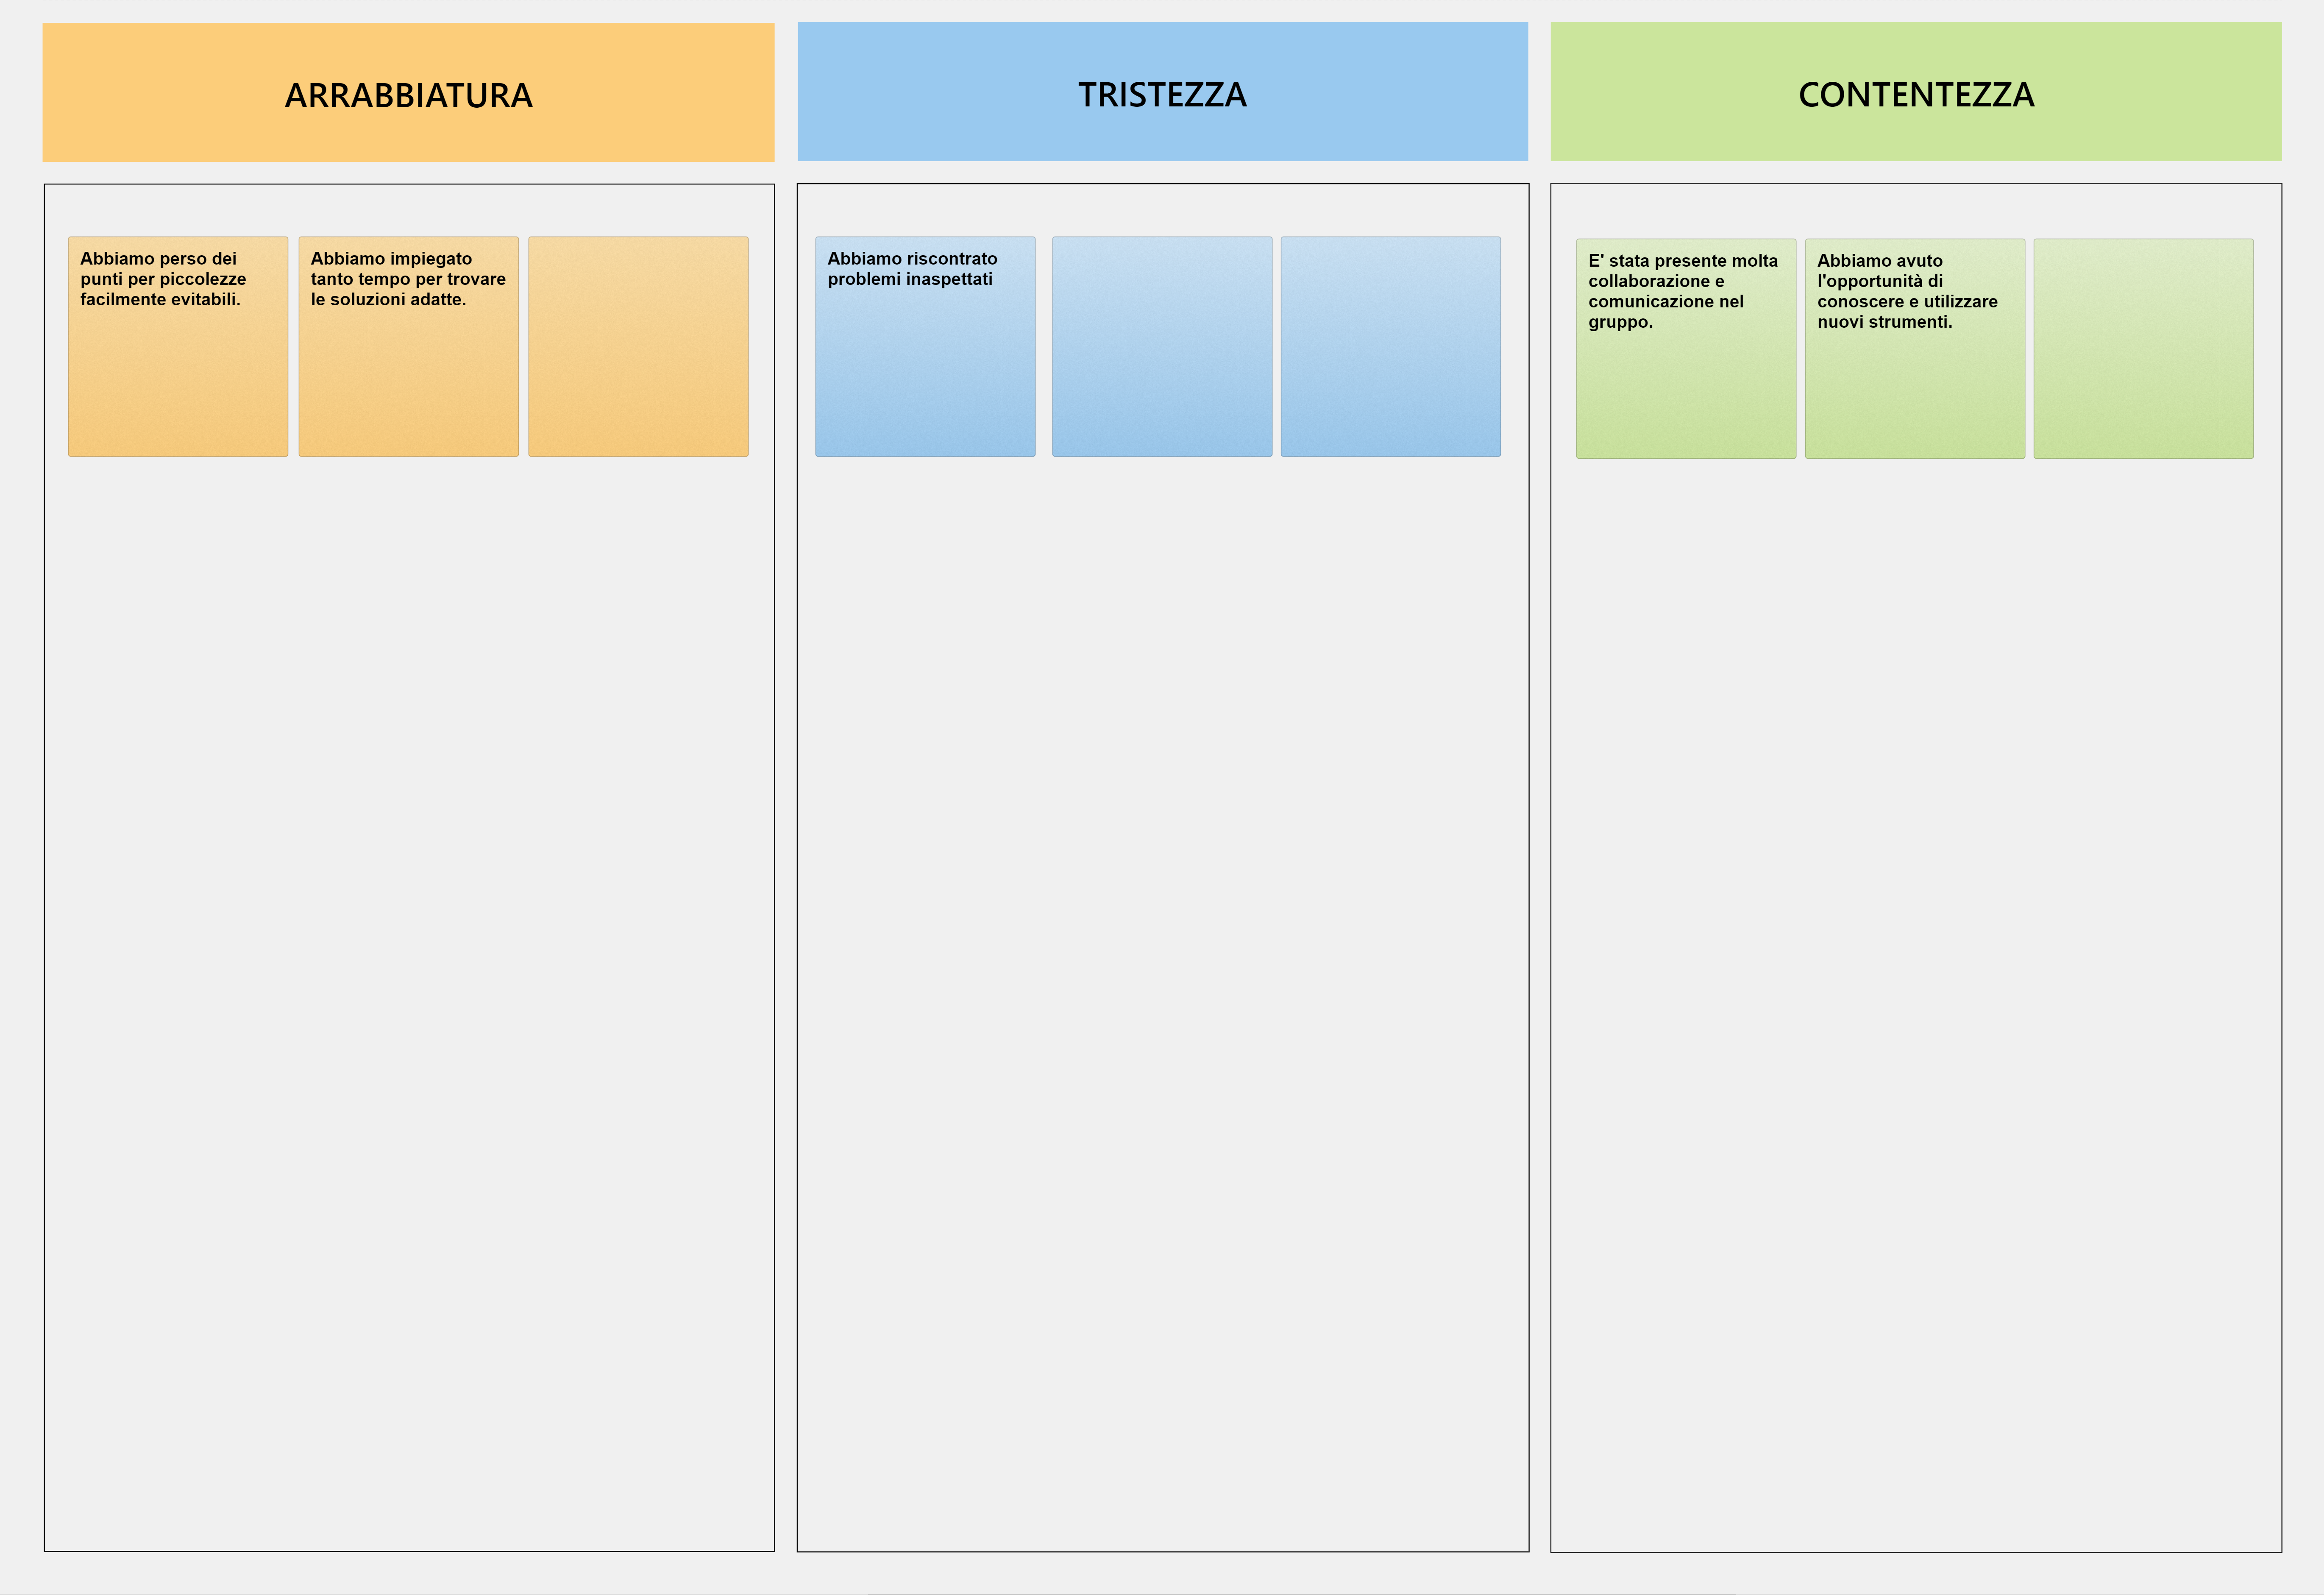 ARRABBIATURA
TRISTEZZA
CONTENTEZZA
Abbiamo perso dei
punti per piccolezze
facilmente evitabili.
Abbiamo impiegato
tanto tempo per trovare
le soluzioni adatte.
Abbiamo riscontrato
problemi inaspettati
E' stata presente molta
collaborazione e
comunicazione nel
gruppo.
Abbiamo avuto
l'opportunità di
conoscere e utilizzare
nuovi strumenti.